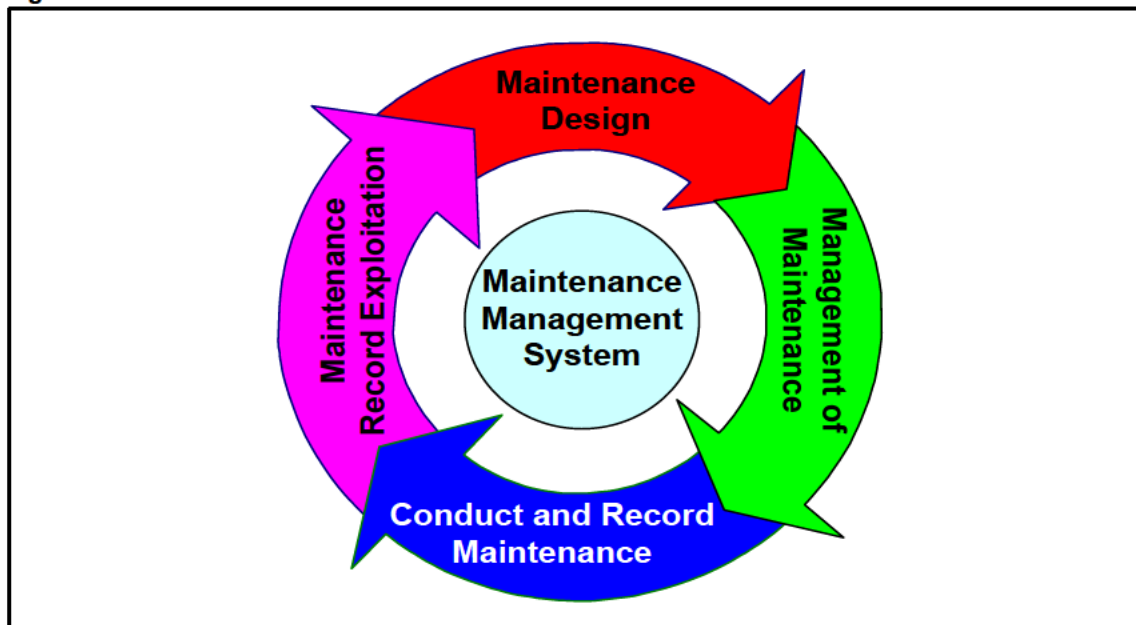 Maintenance
Design
Management of
Maintenance
Conduct and Record
Maintenance
Maintenance
Record Exploitation
Maintenance
Management
System